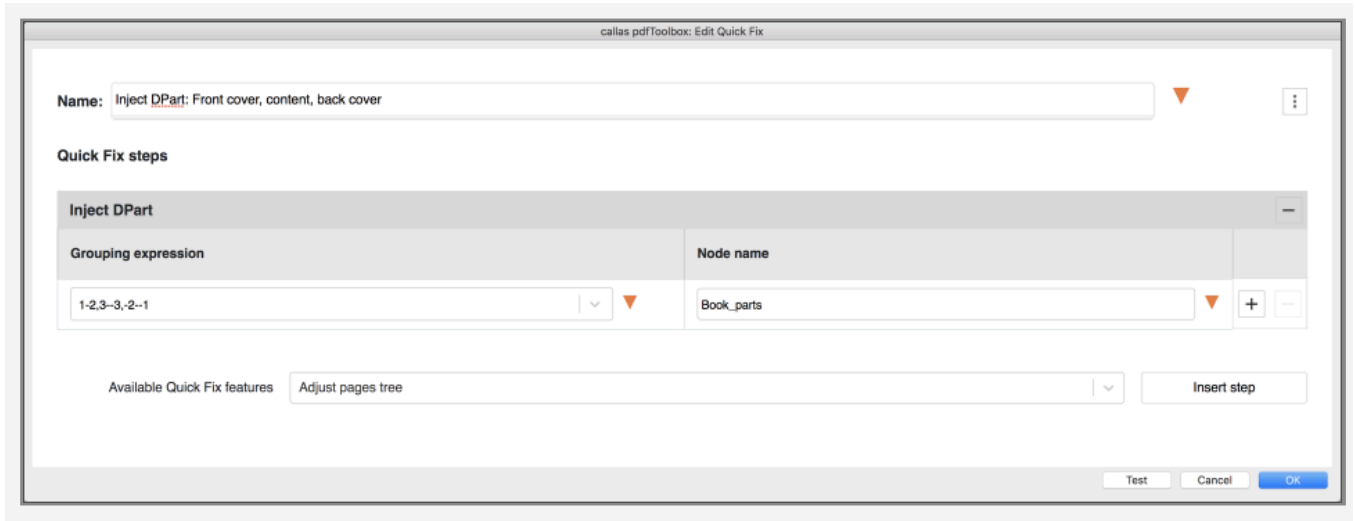 callas pdfToolbox: Edit Quick Fix
Name: Inject DPart: Front cover, content, back cover
Quick Fix steps
Inject DPart
Grouping expression Node name
1-2,3--3,-2--1 Book_parts
Available Quick Fix features Adjust pages tree Insert step
Test Cancel OK